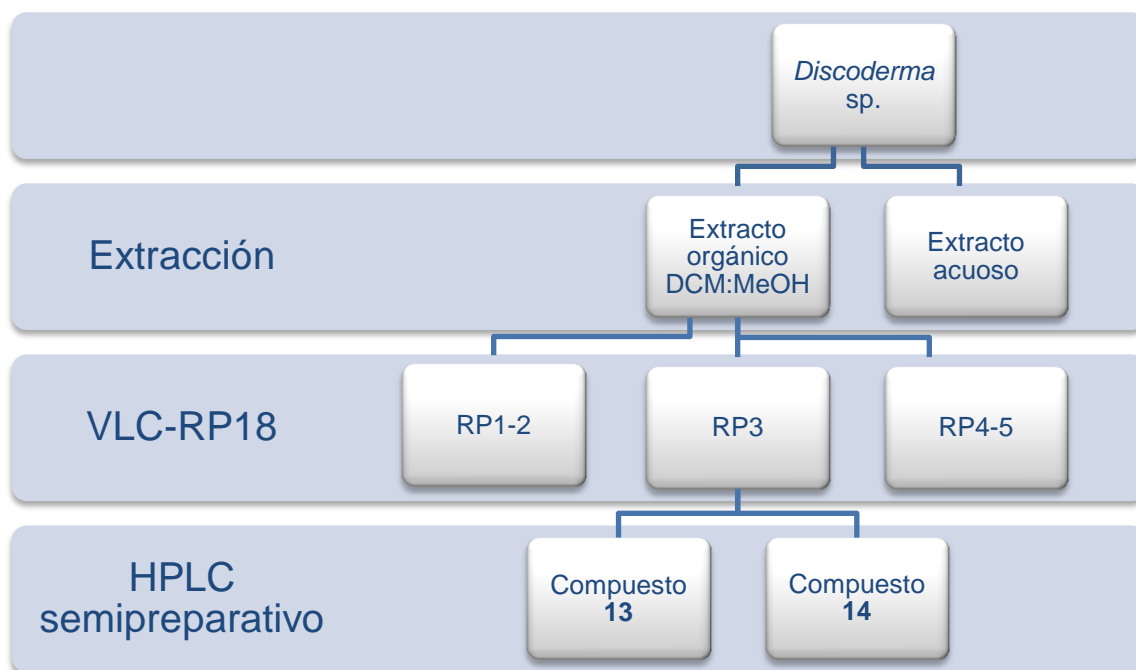 Discoderma
sp.
Extracción
Extracto
orgánico
DCM:MeOH
Extracto
acuoso
VLC-RP18
RP1-2
RP3
RP4-5
HPLC
semipreparativo
Compuesto
13
Compuesto
14